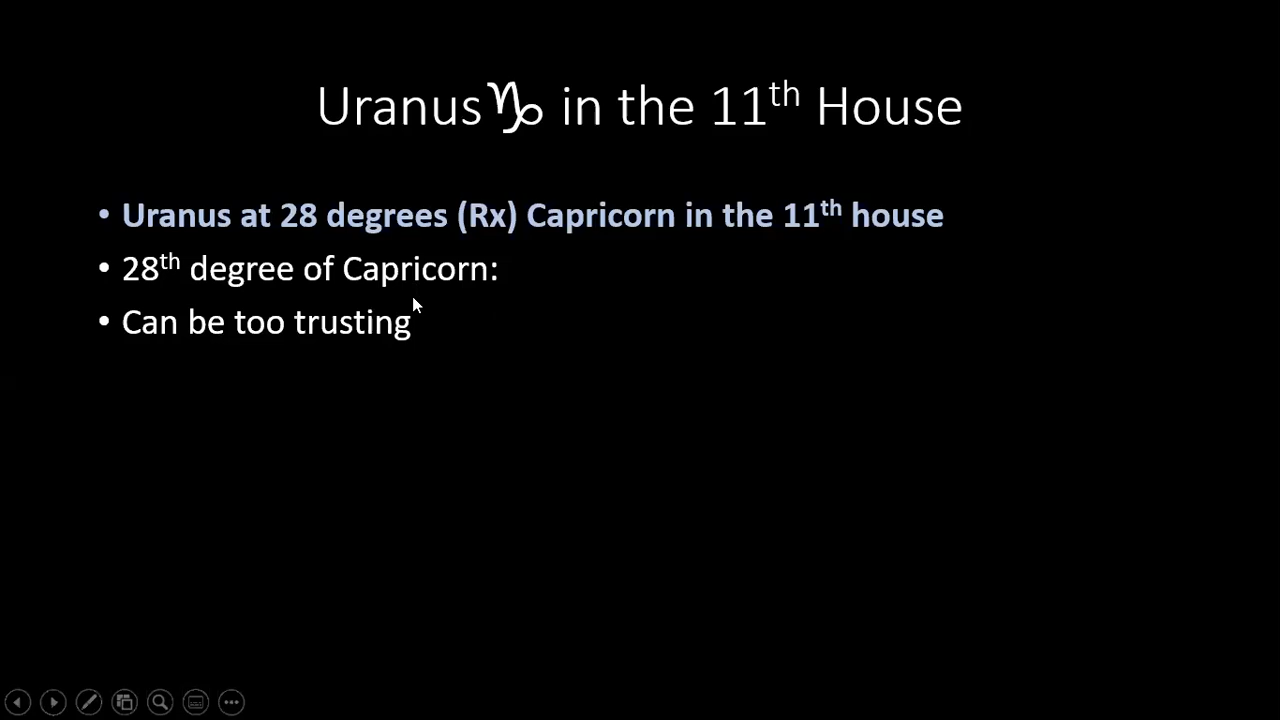 Uranus♑ in the 11th House
• Uranus at 28 degrees (Rx) Capricorn in the 11th house
• 28th degree of Capricorn:
• Can be too trusting